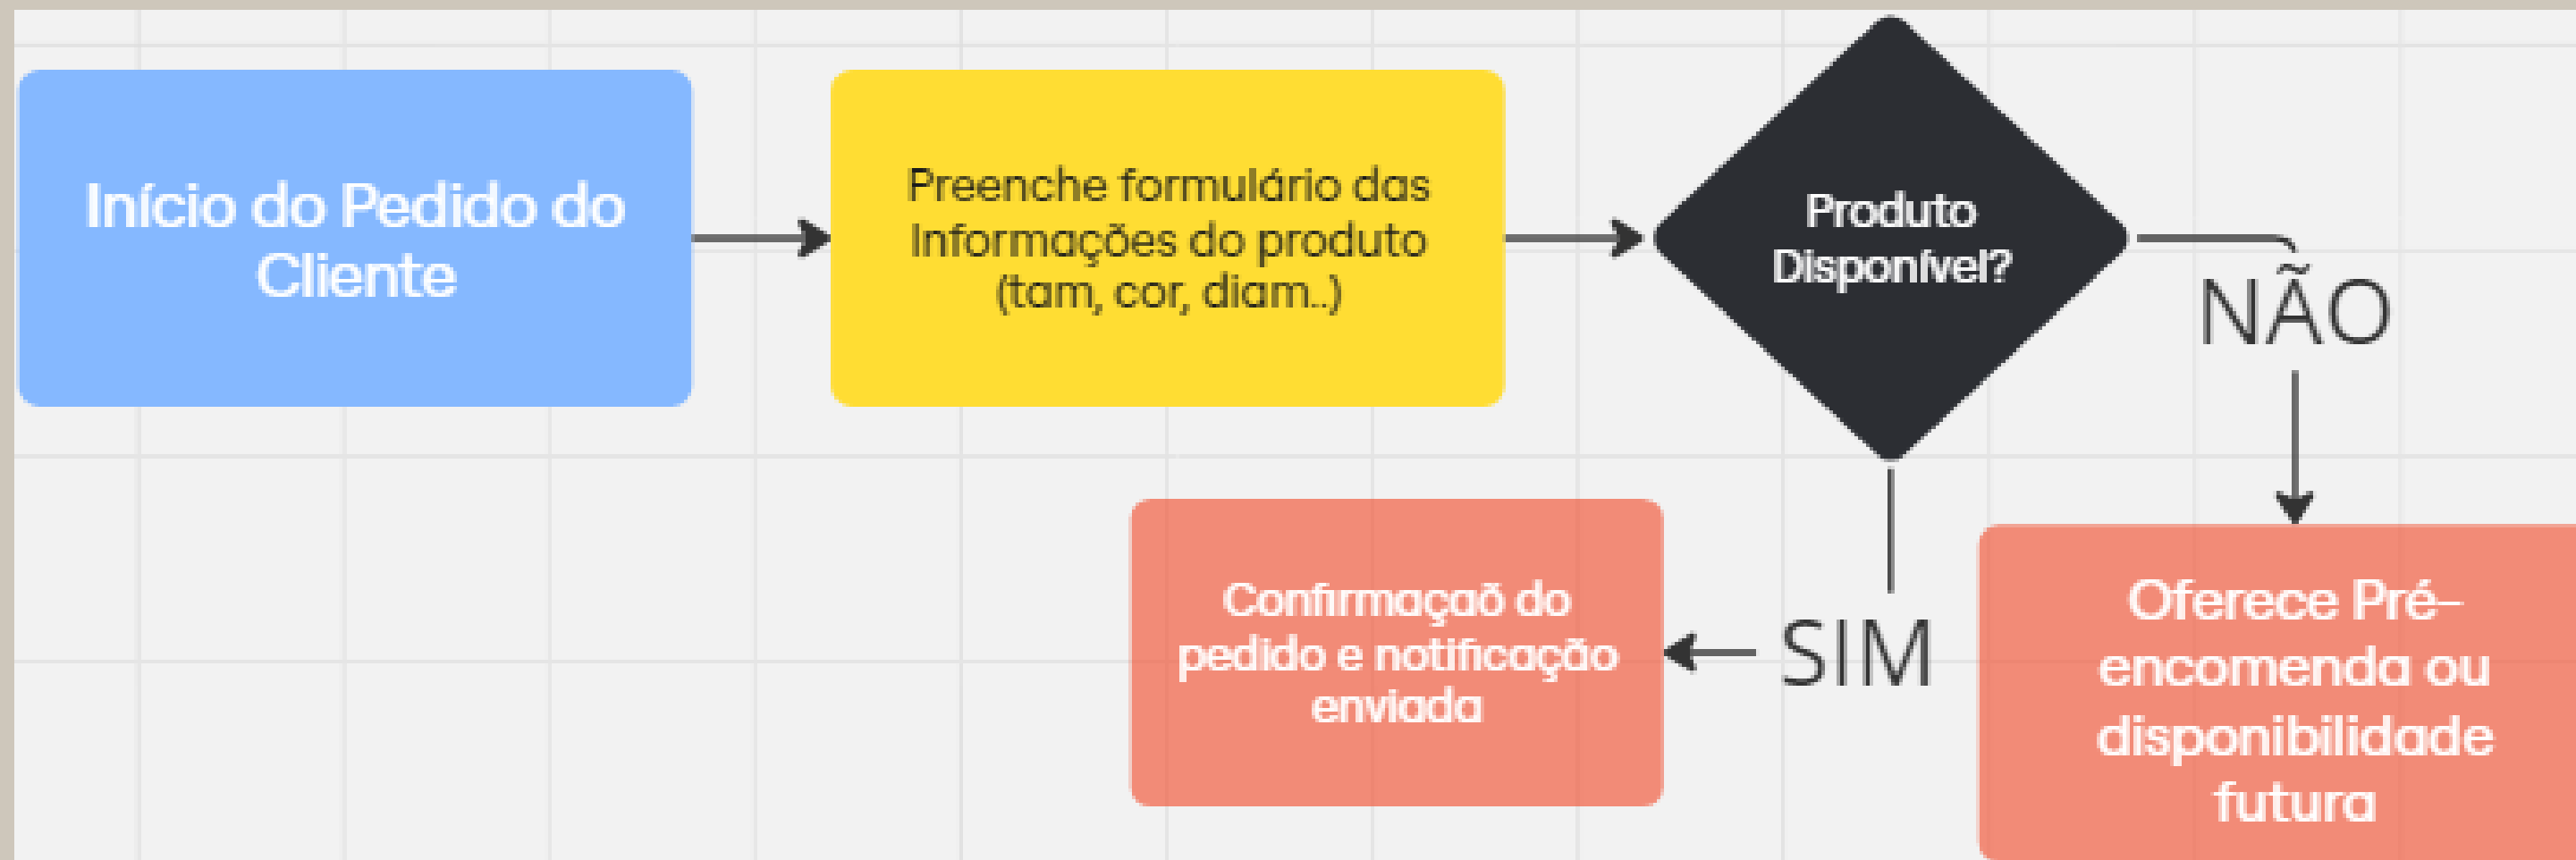 Início do Pedido do
Cliente
Preenche formulário das
Informações do produto
(tam, cor, diam..)
Produto
Disponível?
NÃO
SIM
Confirmaçaõ do
pedido e notificação
enviada
Oferece Pré-
encomenda ou
disponibilidade
futura